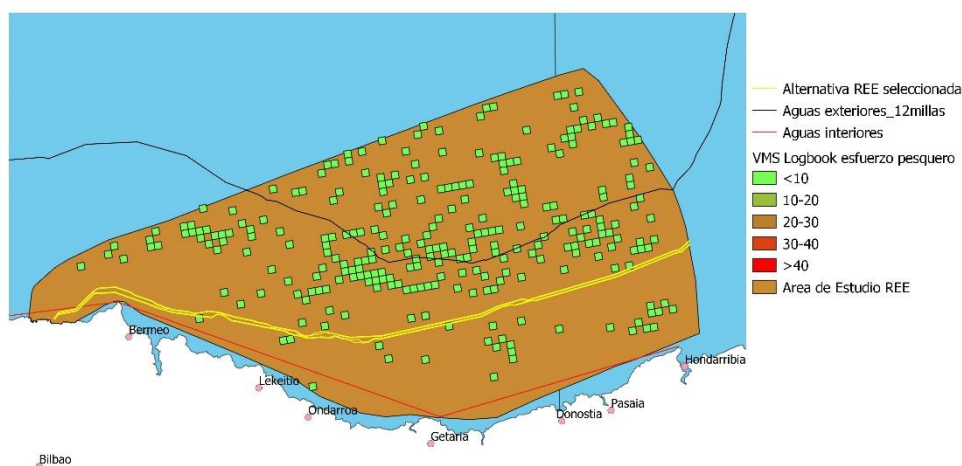 Alternativa REE seleccionada
Aguas exteriores_12millas
Aguas interiores
VMS Logbook esfuerzo pesquero
<10
10-20
20-30
30-40
>40
Area de Estudio REE
Bermeo
Lekeitio
Ondarroa
Getaria
Donostia
Pasaia
Hondarribia
Bilbao